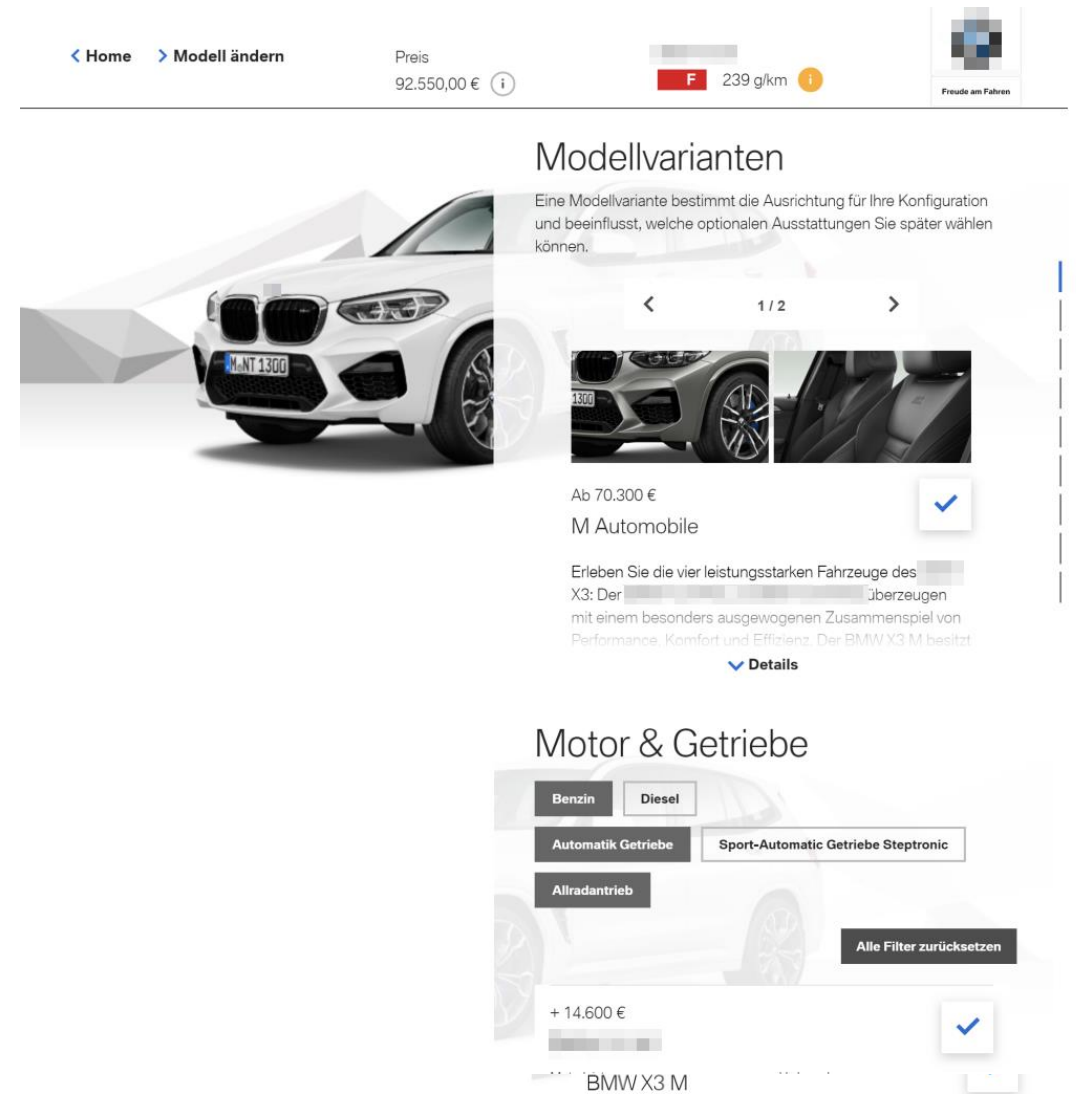 Home
Modell ändern
Preis
92.550,00 €
i
F
239 g/km
i
Freude am Fahren
Modellvarianten
Eine Modellvariante bestimmt die Ausrichtung für Ihre Konfiguration
und beeinflusst, welche optionalen Ausstattungen Sie später wählen
können.
1 / 2
M NT 1300
1300
Ab 70.300 €
M Automobile
Erleben Sie die vier leistungsstarken Fahrzeuge des
X3: Der überzeugen
mit einem besonders ausgewogenen Zusammenspiel von
Performance, Komfort und Effizienz. Der BMW X3 M besitzt
Details
Motor & Getriebe
Benzin
Diesel
Automatik Getriebe
Sport-Automatic Getriebe Steptronic
Allradantrieb
Alle Filter zurücksetzen
+ 14.600 €
BMW X3 M